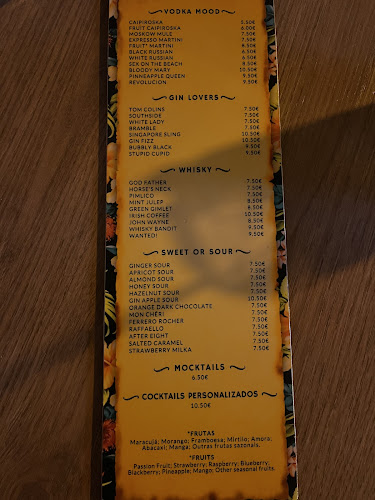 VODKA MOOD
CAIPIROSKA 5.50€
FRUIT CAIPIROSKA 6.00€
MOSKOW MULE 7.50€
EXPRESSO MARTINI 7.50€
FRUIT* MARTINI 8.50€
BLACK RUSSIAN 6.50€
WHITE RUSSIAN 6.50€
SEX ON THE BEACH 8.50€
BLOODY MARY 10.50€
PINNEAPPLE QUEEN 9.50€
REVOLUCION 9.50€
GIN LOVERS
TOM COLINS 7.50€
SOUTHSIDE 7.50€
WHITE LADY 7.50€
BRAMBLE 7.50€
SINGAPORE SLING 10.50€
GIN FIZZ 10.50€
BUBBLY BLACK 9.50€
STUPID CUPID 9.50€
WHISKY
GOD FATHER 7.50€
HORSE'S NECK 7.50€
PIMLICO 7.50€
MINT JULEP 8.50€
GREEN GIMLET 8.50€
IRISH COFFEE 10.50€
JOHN WAYNE 8.50€
WHISKY BANDIT 9.50€
WANTED! 9.50€
SWEET OR SOUR
GINGER SOUR 7.50€
APRICOT SOUR 7.50€
ALMOND SOUR 7.50€
HONEY SOUR 7.50€
HAZELNUT SOUR 7.50€
GIN APPLE SOUR 10.50€
ORANGE DARK CHOCOLATE 7.50€
MON CHÉRI 7.50€
FERRERO ROCHER 7.50€
RAFFAELLO 7.50€
AFTER EIGHT 7.50€
SALTED CARAMEL 7.50€
STRAWBERRY MILKA 7.50€
MOCKTAILS
6.50€
COCKTAILS PERSONALIZADOS
10.50€
*FRUTAS
Maracujá; Morango; Framboesa; Mirtilo; Amora;
Abacaxi; Manga; Outras frutas sazonais.
*FRUITS
Passion Fruit; Strawberry; Raspberry; Blueberry;
Blackberry; Pineapple; Mango; Other seasonal fruits.